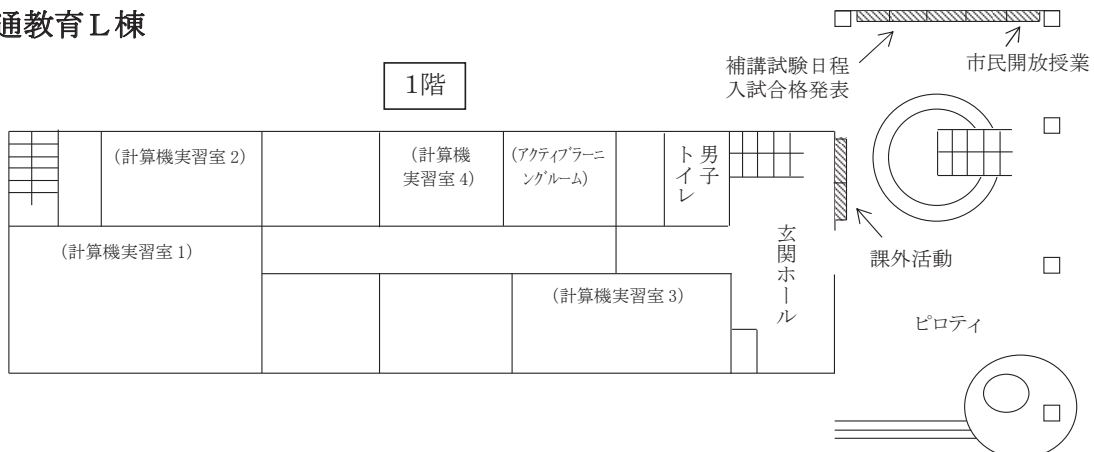 通教育L棟
1階
補講試験日程
入試合格発表
市民開放授業
(計算機実習室2)
(計算機
実習室4)
(アクティブラーニ
ングルーム)
男子
トイレ
(計算機実習室1)
玄関ホール
課外活動
(計算機実習室3)
ピロティ